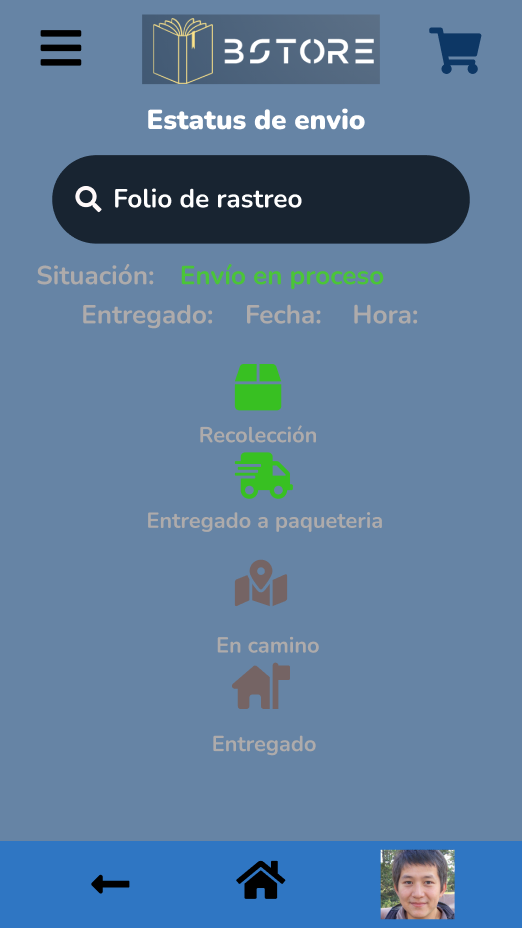 BSTORE
Estatus de envio
Folio de rastreo
Situación: Envío en proceso
Entregado: Fecha: Hora:
Recolección
Entregado a paqueteria
En camino
Entregado